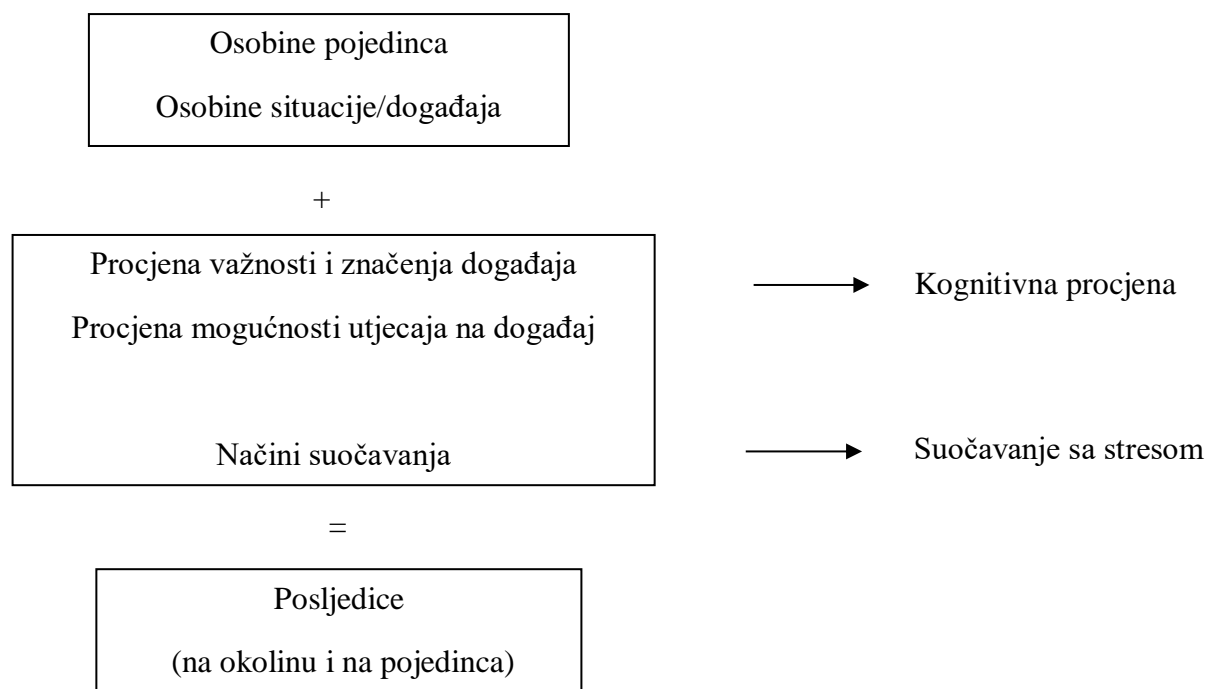 Osobine pojedinca
Osobine situacije/događaja
+
Procjena važnosti i značenja događaja
Kognitivna procjena
Procjena mogućnosti utjecaja na događaj
Načini suočavanja
Suočavanje sa stresom
=
Posljedice
(na okolinu i na pojedinca)